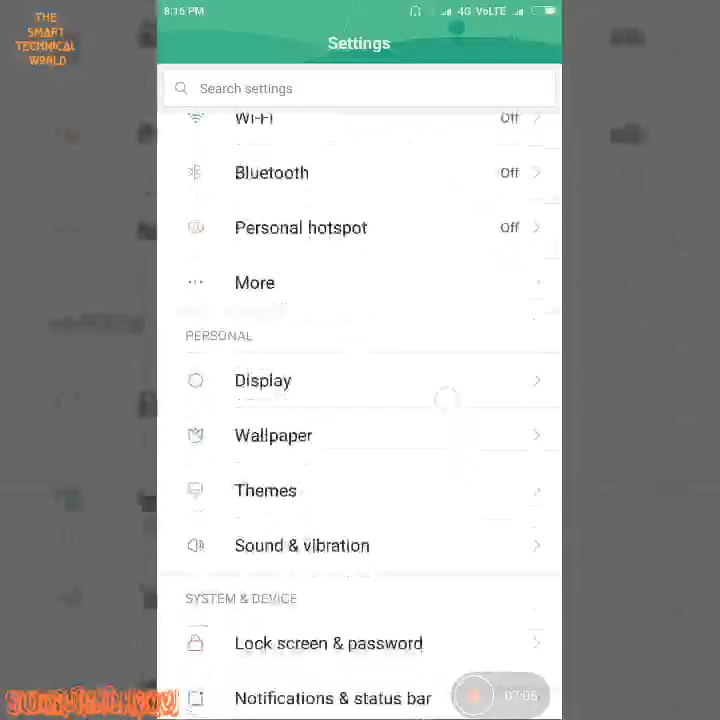 THE
SMART
TECHNICAL
WORLD
8:15 PM
4G VoLTE
Settings
Search settings
Wi-Fi Off
Bluetooth Off
Personal hotspot Off
More
PERSONAL
Display
Wallpaper
Themes
Sound & vibration
SYSTEM & DEVICE
Lock screen & password
Notifications & status bar
07:05